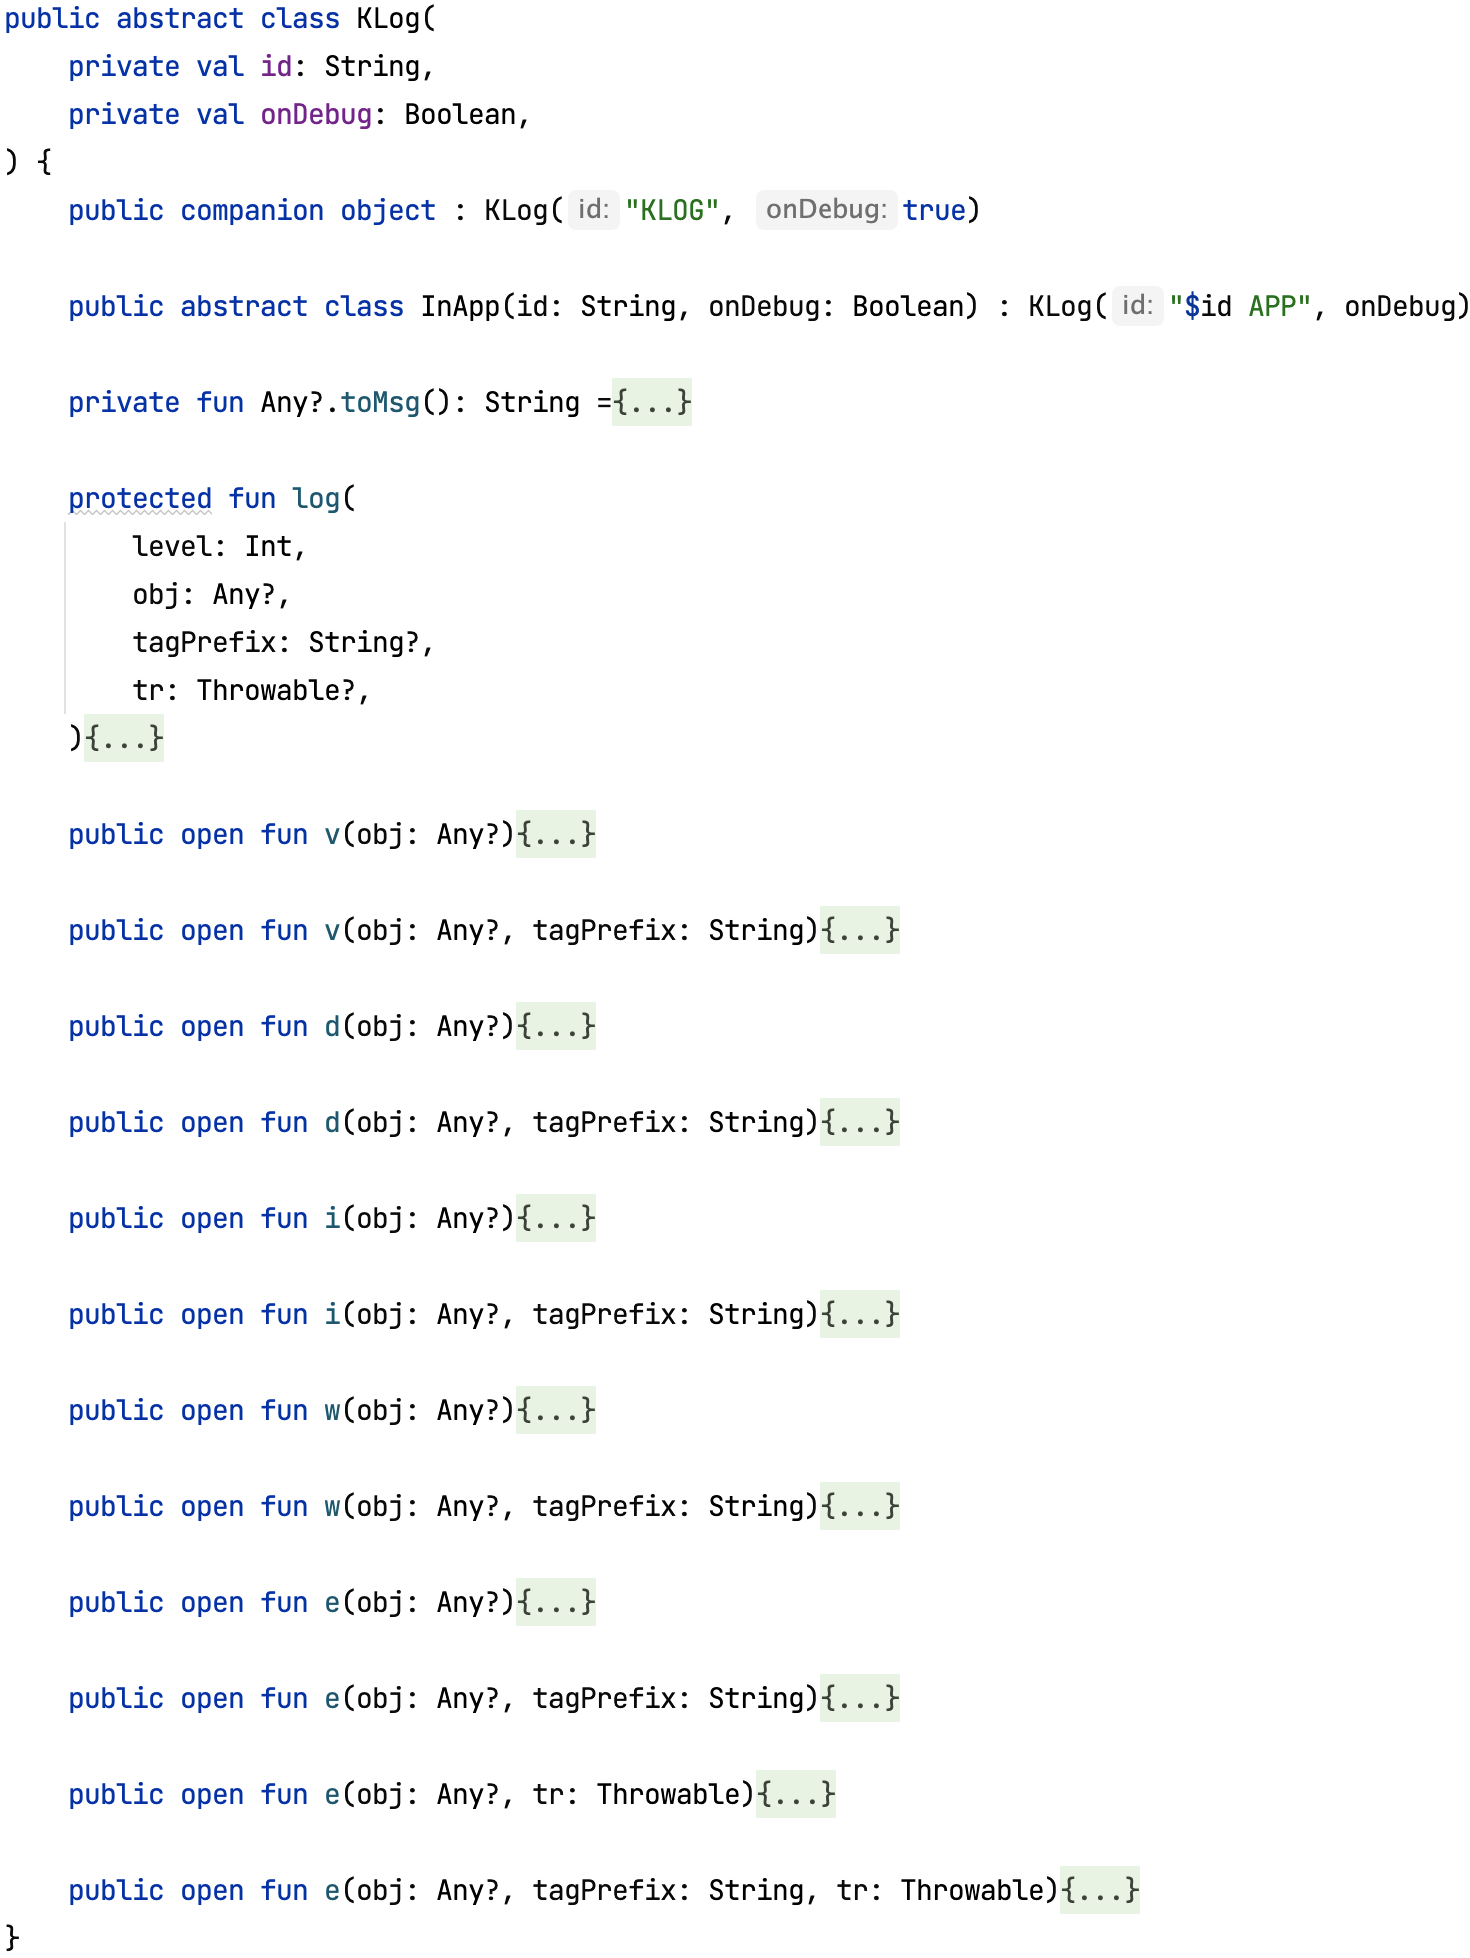 public abstract class KLog(
    private val id: String,
    private val onDebug: Boolean,
) {
    public companion object : KLog( id: "KLOG", onDebug: true)
    public abstract class InApp(id: String, onDebug: Boolean) : KLog( id: "$id APP", onDebug)
    private fun Any?.toMsg(): String ={...}
    protected fun log(
        level: Int,
        obj: Any?,
        tagPrefix: String?,
        tr: Throwable?,
    ){...}
    public open fun v(obj: Any?){...}
    public open fun v(obj: Any?, tagPrefix: String){...}
    public open fun d(obj: Any?){...}
    public open fun d(obj: Any?, tagPrefix: String){...}
    public open fun i(obj: Any?){...}
    public open fun i(obj: Any?, tagPrefix: String){...}
    public open fun w(obj: Any?){...}
    public open fun w(obj: Any?, tagPrefix: String){...}
    public open fun e(obj: Any?){...}
    public open fun e(obj: Any?, tagPrefix: String){...}
    public open fun e(obj: Any?, tr: Throwable){...}
    public open fun e(obj: Any?, tagPrefix: String, tr: Throwable){...}
}